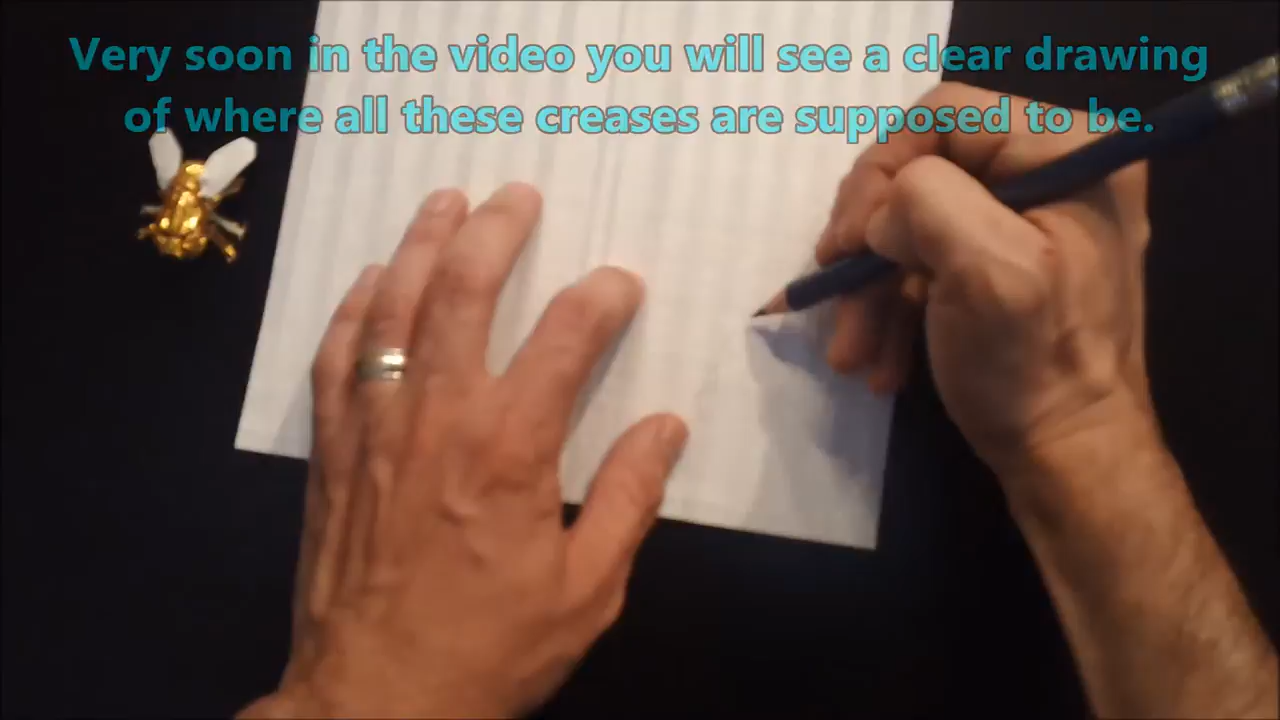 Very soon in the video you will see a clear drawing
of where all these creases are supposed to be.